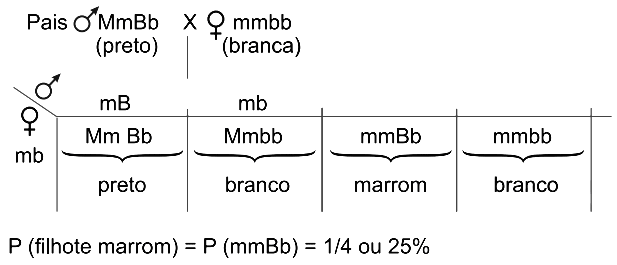 Pais ♂ MmBb X ♀ mmbb
(preto) (branca)
♂ mB mb
♀
mb Mm Bb Mmbb mmBb mmbb
preto branco marrom branco
P (filhote marrom) = P (mmBb) = 1/4 ou 25%